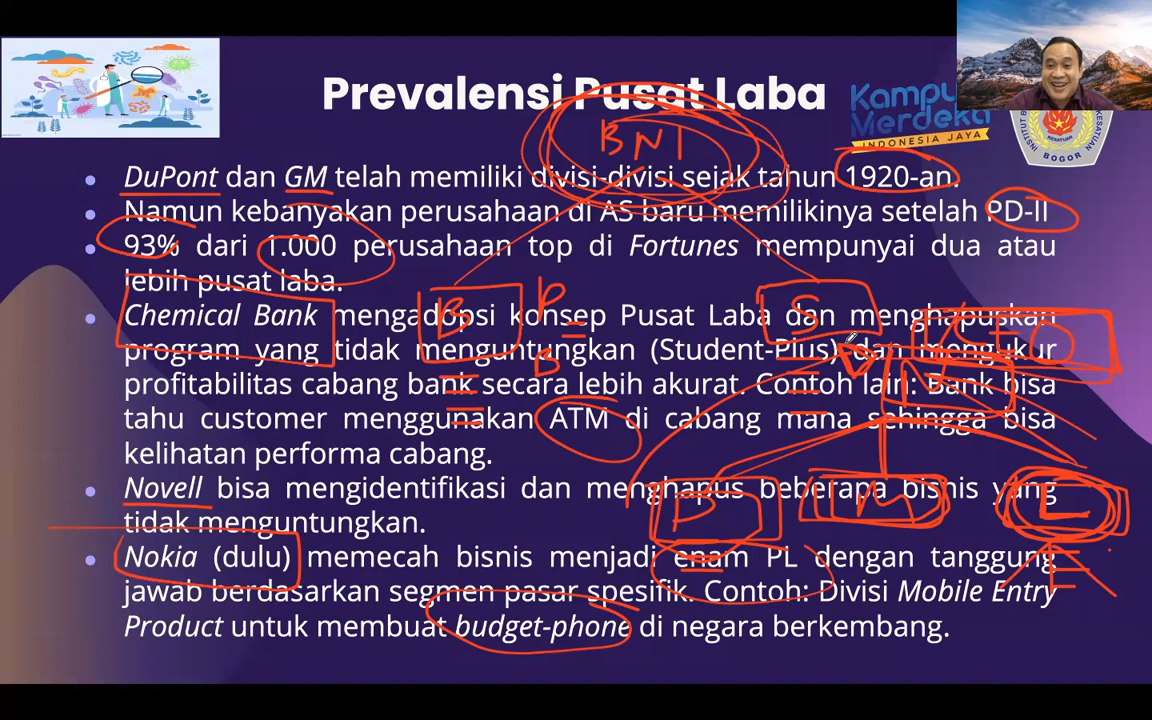 Prevalensi Pusat Laba
Kampu
Merdeka
INDONESIA JAYA
BOGOR
BNI
DuPont dan GM telah memiliki divisi-divisi sejak tahun 1920-an.
Namun kebanyakan perusahaan di AS baru memilikinya setelah PD-II
93% dari 1.000 perusahaan top di Fortunes mempunyai dua atau
lebih pusat laba.
Chemical Bank mengadopsi konsep Pusat Laba dan menghapuskan
program yang tidak menguntungkan (Student-Plus) dan mengukur
profitabilitas cabang bank secara lebih akurat. Contoh lain: Bank bisa
tahu customer menggunakan ATM di cabang mana sehingga bisa
kelihatan performa cabang.
Novell bisa mengidentifikasi dan menghapus beberapa bisnis yang
tidak menguntungkan.
Nokia (dulu) memecah bisnis menjadi enam PL dengan tanggung
jawab berdasarkan segmen pasar spesifik. Contoh: Divisi Mobile Entry
Product untuk membuat budget-phone di negara berkembang.
B
P
B
S
P
M
L